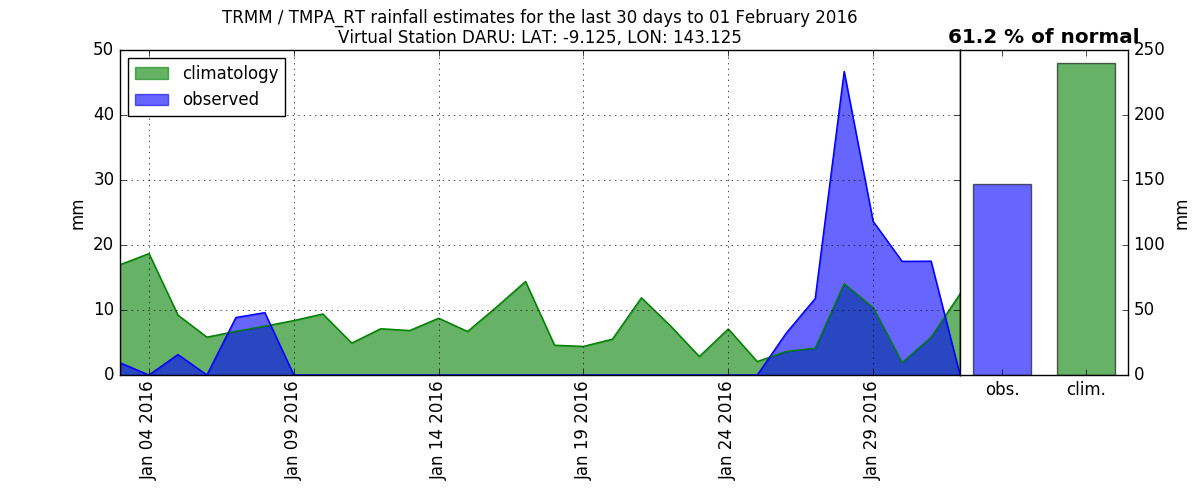 TRMM / TMPA_RT rainfall estimates for the last 30 days to 01 February 2016
Virtual Station DARU: LAT: -9.125, LON: 143.125
61.2 % of normal
climatology
observed
50
40
30
20
10
0
mm
Jan 04 2016
Jan 09 2016
Jan 14 2016
Jan 19 2016
Jan 24 2016
Jan 29 2016
obs.
clim.
250
200
150
100
50
0
mm